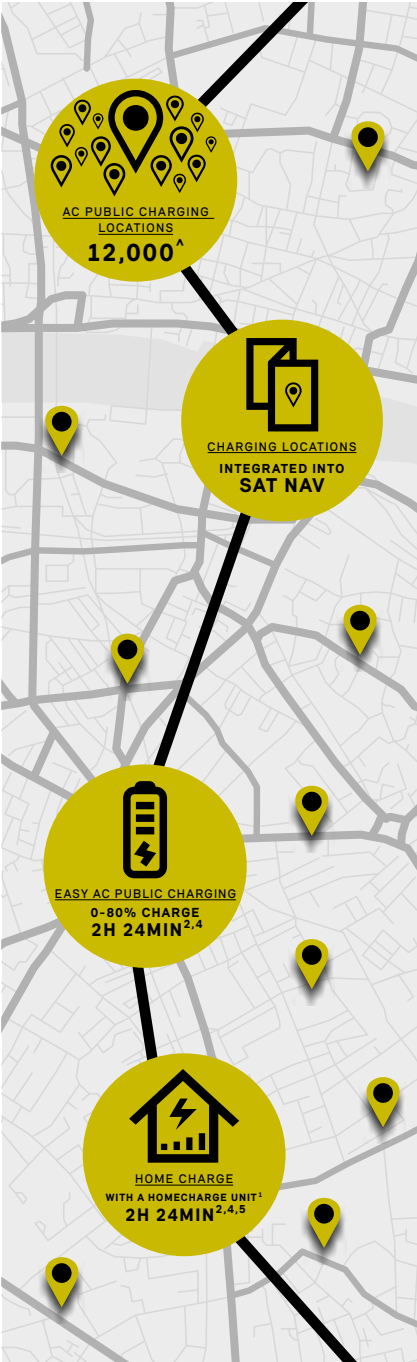 AC PUBLIC CHARGING
LOCATIONS
12,000^
CHARGING LOCATIONS
INTEGRATED INTO
SAT NAV
EASY AC PUBLIC CHARGING
0-80% CHARGE
2H 24MIN2,4
HOME CHARGE
WITH A HOMECHARGE UNIT1
2H 24MIN2,4,5